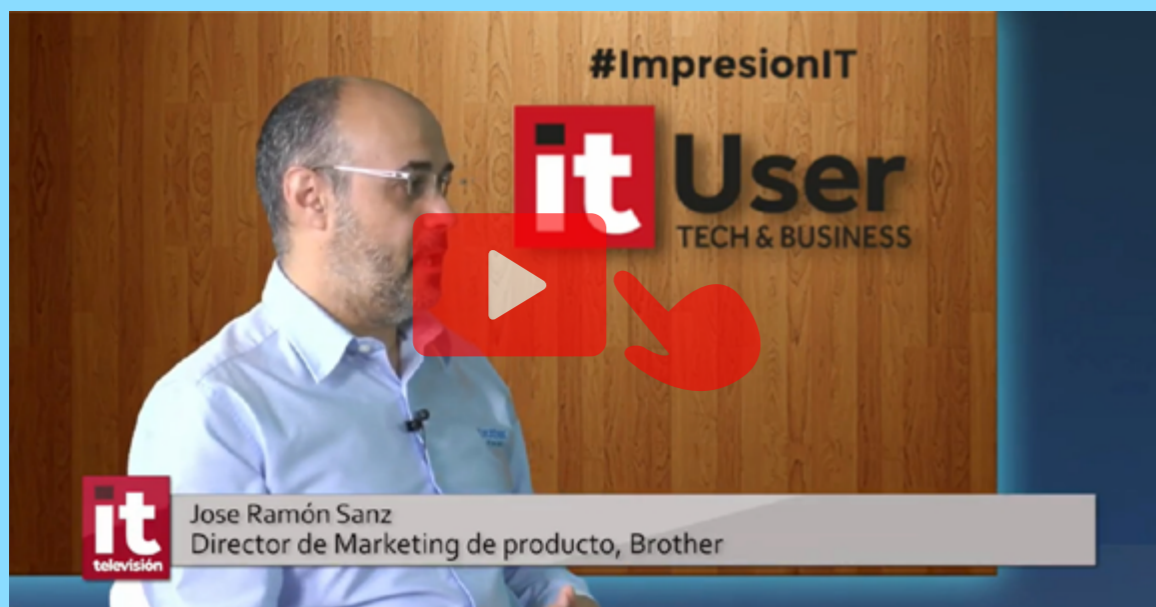 #ImpresionIT
it User
TECH & BUSINESS
Jose Ramón Sanz
Director de Marketing de producto, Brother
it
televisión